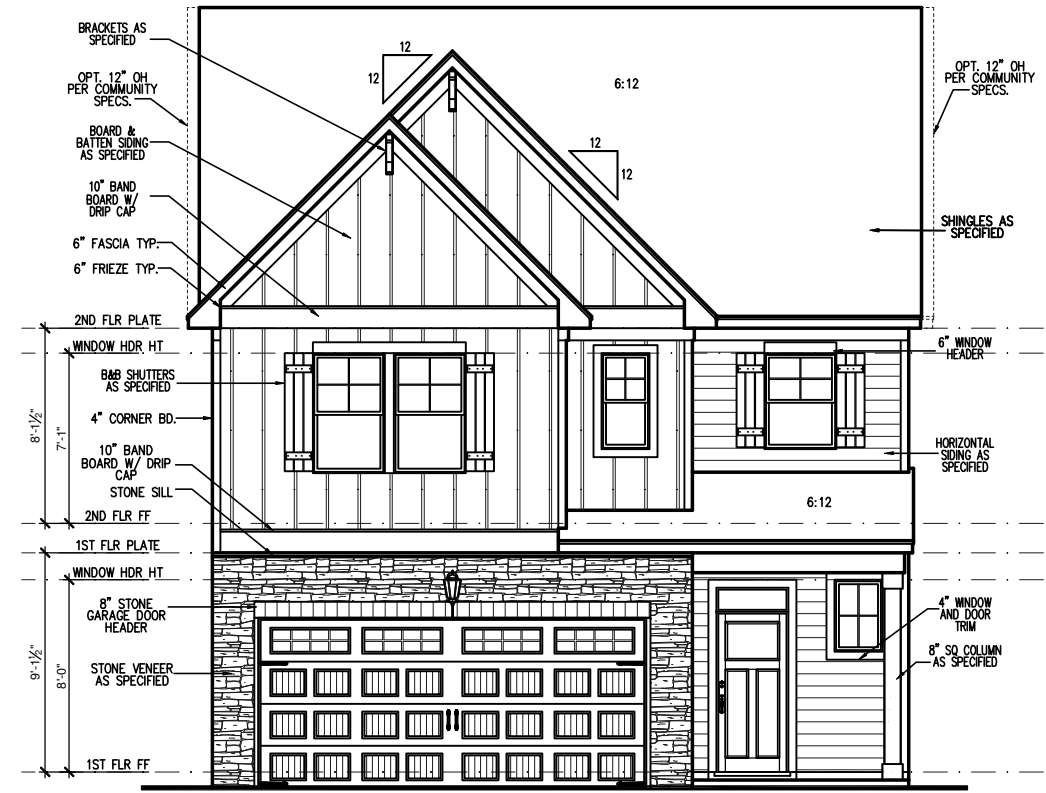 BRACKETS AS
SPECIFIED
OPT. 12" OH
PER COMMUNITY
SPECS.
BOARD &
BATTEN SIDING
AS SPECIFIED
10" BAND
BOARD W/
DRIP CAP
6" FASCIA TYP.
6" FRIEZE TYP.
2ND FLR PLATE
WINDOW HDR HT
B&B SHUTTERS
AS SPECIFIED
4" CORNER BD.
10" BAND
BOARD W/ DRIP
CAP
STONE SILL
2ND FLR FF
1ST FLR PLATE
WINDOW HDR HT
8" STONE
GARAGE DOOR
HEADER
STONE VENEER
AS SPECIFIED
1ST FLR FF
8'-1½"
7'-1"
9'-1½"
8'-0"
12
12
12
12
6:12
6:12
OPT. 12" OH
PER COMMUNITY
SPECS.
SHINGLES AS
SPECIFIED
6" WINDOW
HEADER
HORIZONTAL
SIDING AS
SPECIFIED
4" WINDOW
AND DOOR
TRIM
8" SQ COLUMN
AS SPECIFIED